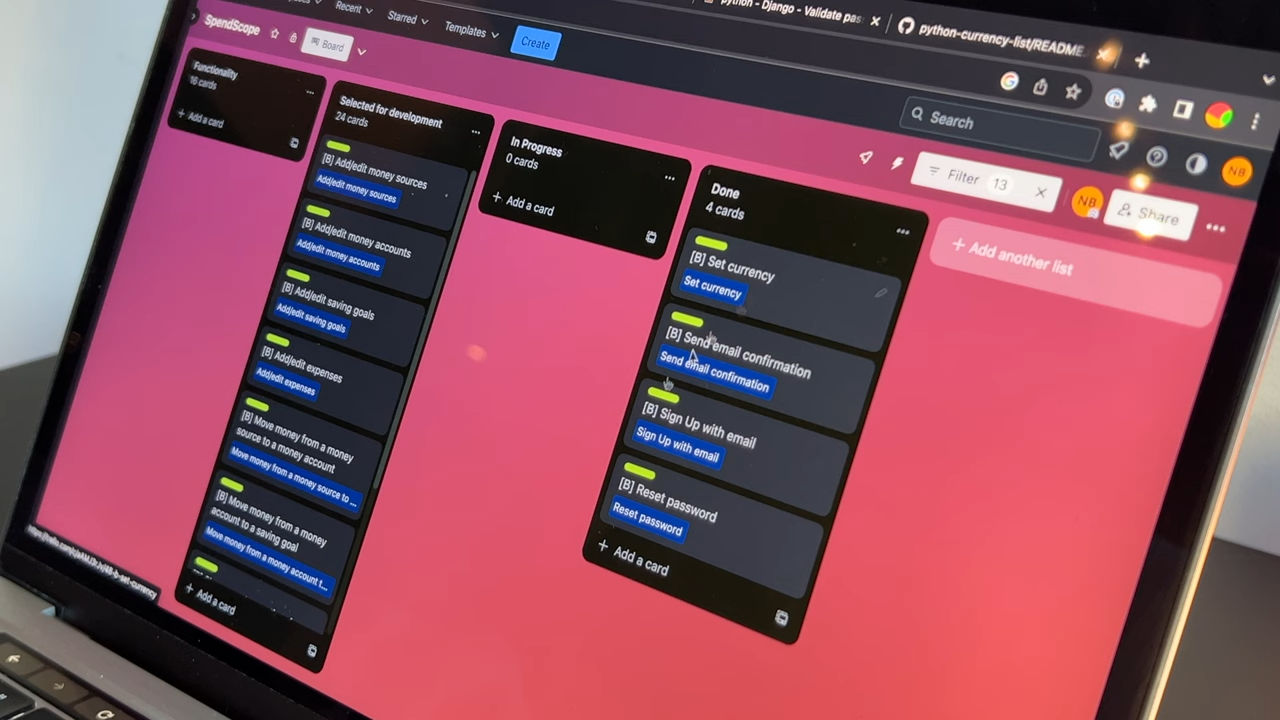 python - Django - Validate pas
python-currency-list/README.
Recent
Starred
Templates
Create
Search
SpendScope
Board
Filter 13
NB
NB
Share
Functionality
16 cards
+ Add a card
Selected for development
24 cards
[B] Add/edit money sources
Add/edit money sources
[B] Add/edit money accounts
Add/edit money accounts
[B] Add/edit saving goals
Add/edit saving goals
[B] Add/edit expenses
Add/edit expenses
[B] Move money from a money
source to a money account
Move money from a money source to ...
[B] Move money from a money
account to a saving goal
Move money from a money account t...
+ Add a card
In Progress
0 cards
+ Add a card
Done
4 cards
[B] Set currency
Set currency
[B] Send email confirmation
Send email confirmation
[B] Sign Up with email
Sign Up with email
[B] Reset password
Reset password
+ Add a card
+ Add another list